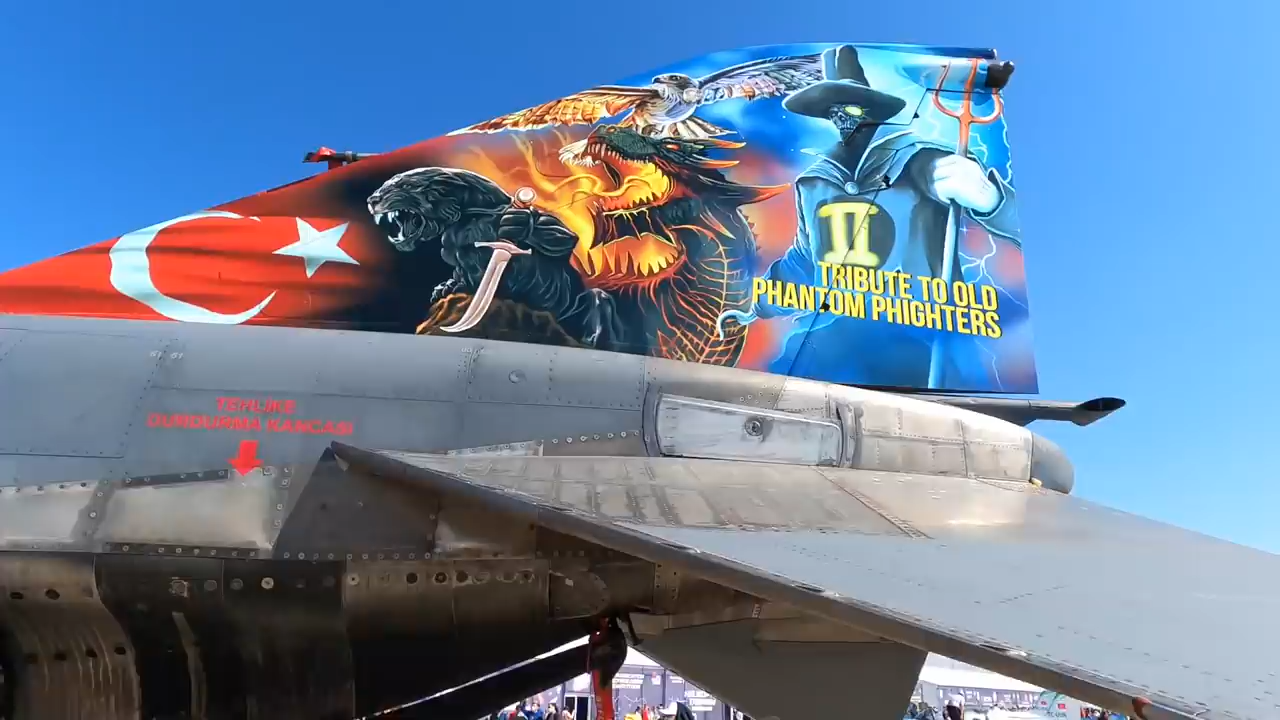 II
TRIBUTE TO OLD
PHANTOM PHIGHTERS
TEHLİKE
DURDURMA KANCASI